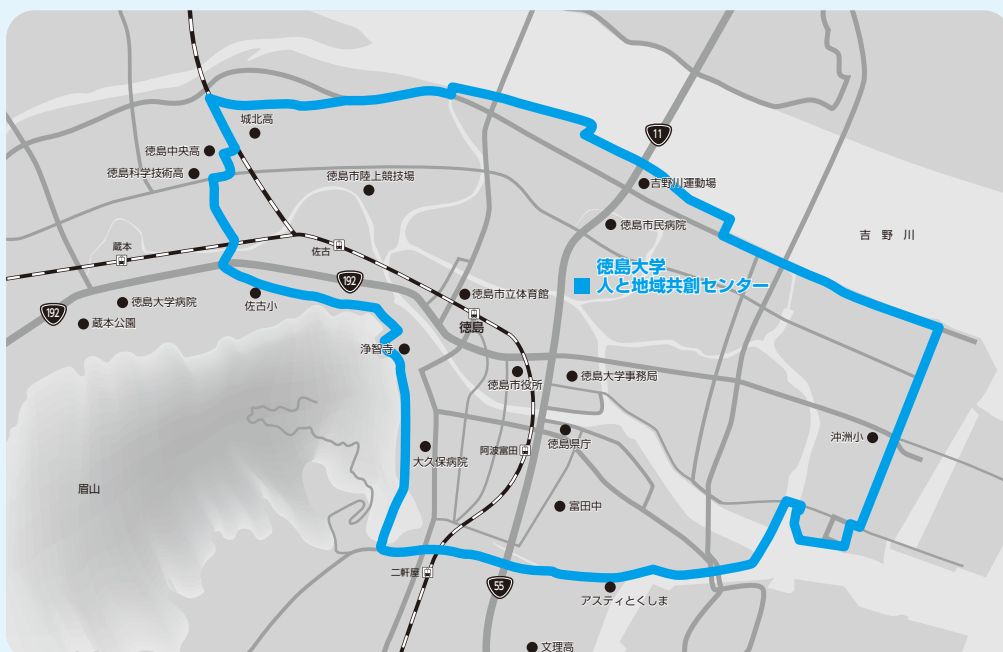 城北高
徳島中央高
徳島科学技術高
徳島市陸上競技場
11
吉野川運動場
徳島市民病院
吉野川
蔵本
佐古
徳島大学
人と地域共創センター
192
192
徳島大学病院
蔵本公園
佐古小
徳島市立体育館
徳島
浄智寺
徳島市役所
徳島大学事務局
大久保病院
阿波富田
徳島県庁
沖洲小
眉山
富田中
二軒屋
55
アスティとくしま
文理高